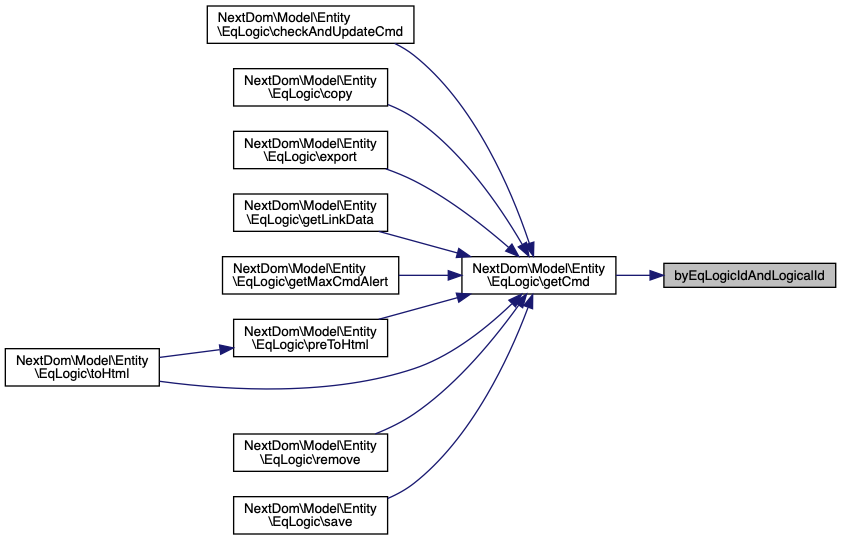 NextDom\Model\Entity
\EqLogic\checkAndUpdateCmd
NextDom\Model\Entity
\EqLogic\copy
NextDom\Model\Entity
\EqLogic\export
NextDom\Model\Entity
\EqLogic\getLinkData
NextDom\Model\Entity
\EqLogic\getMaxCmdAlert
NextDom\Model\Entity
\EqLogic\getCmd
byEqLogicIdAndLogicalId
NextDom\Model\Entity
\EqLogic\preToHtml
NextDom\Model\Entity
\EqLogic\toHtml
NextDom\Model\Entity
\EqLogic\remove
NextDom\Model\Entity
\EqLogic\save